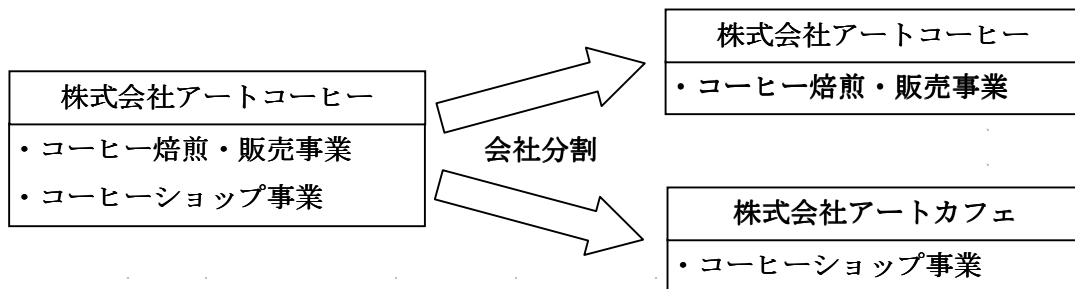 株式会社アートコーヒー
・コーヒー焙煎・販売事業
・コーヒーショップ事業
会社分割
株式会社アートコーヒー
・コーヒー焙煎・販売事業
株式会社アートカフェ
・コーヒーショップ事業